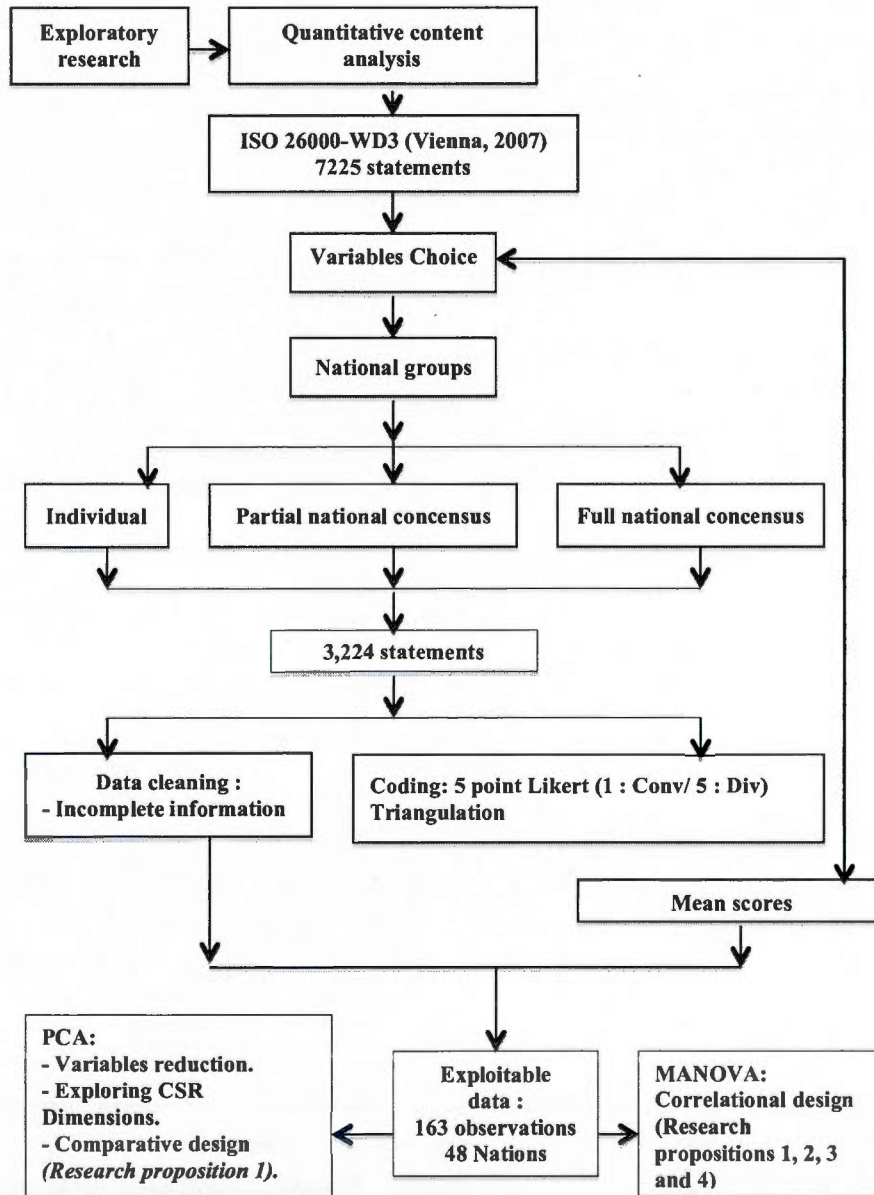 Exploratory
research
Quantitative content
analysis
ISO 26000-WD3 (Vienna, 2007)
7225 statements
Variables Choice
National groups
Individual
Partial national concensus
Full national concensus
3,224 statements
Data cleaning :
- Incomplete information
Coding: 5 point Likert (1 : Conv/ 5 : Div)
Triangulation
Mean scores
PCA:
- Variables reduction.
- Exploring CSR
Dimensions.
- Comparative design
(Research proposition 1).
Exploitable
data :
163 observations
48 Nations
MANOVA:
Correlational design
(Research
propositions 1, 2, 3
and 4)